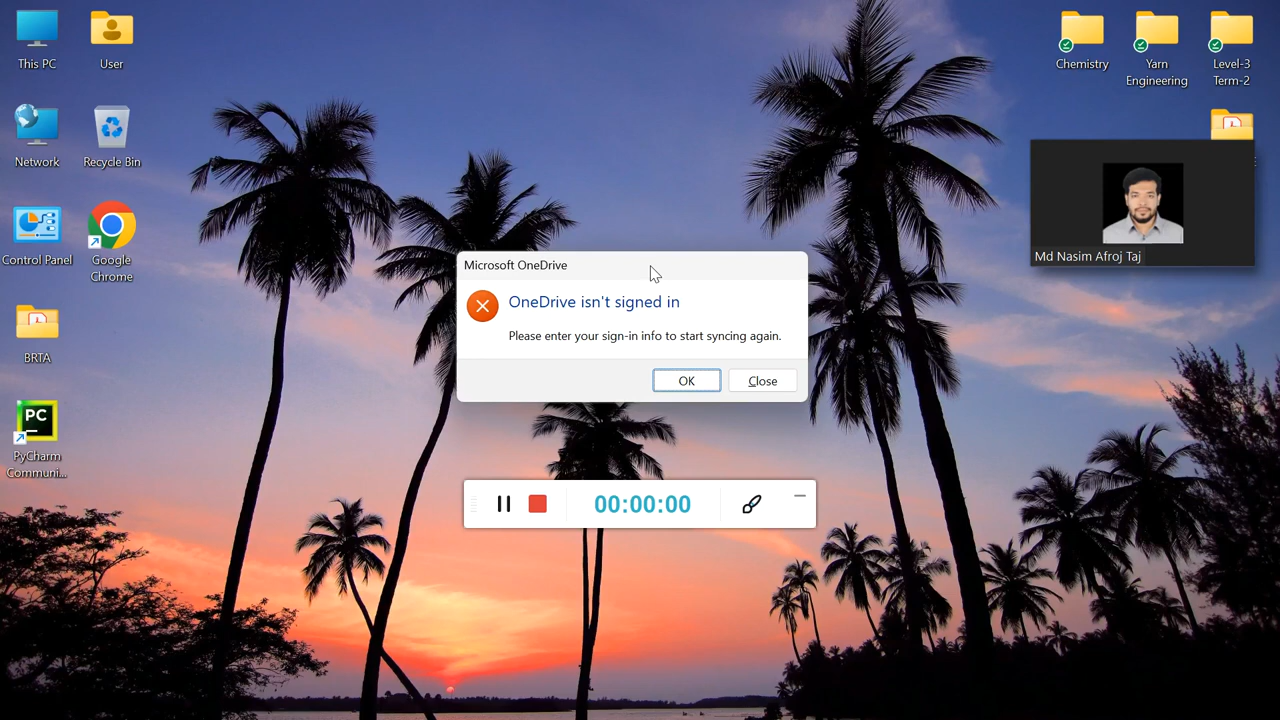 This PC
User
Network
Recycle Bin
Control Panel
Google
Chrome
BRTA
PC
PyCharm
Communi...
Chemistry
Yarn
Engineering
Level-3
Term-2
Md Nasim Afroj Taj
Microsoft OneDrive
OneDrive isn't signed in
Please enter your sign-in info to start syncing again.
OK
Close
00:00:00